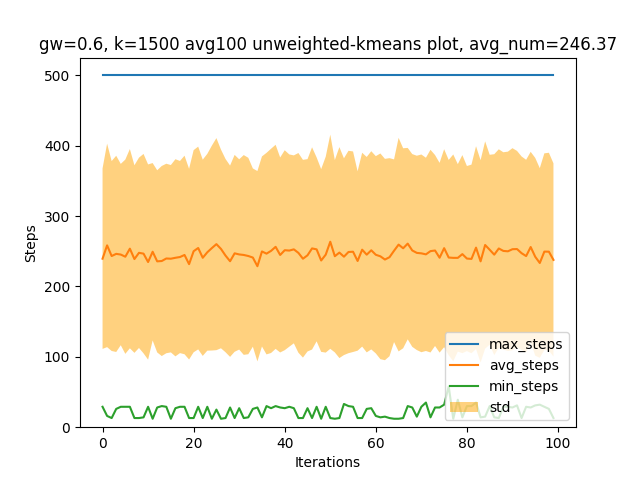 gw=0.6, k=1500 avg100 unweighted-kmeans plot, avg_num=246.37
500
400
300
200
100
0
Steps
max_steps
avg_steps
min_steps
std
0 20 40 60 80 100
Iterations